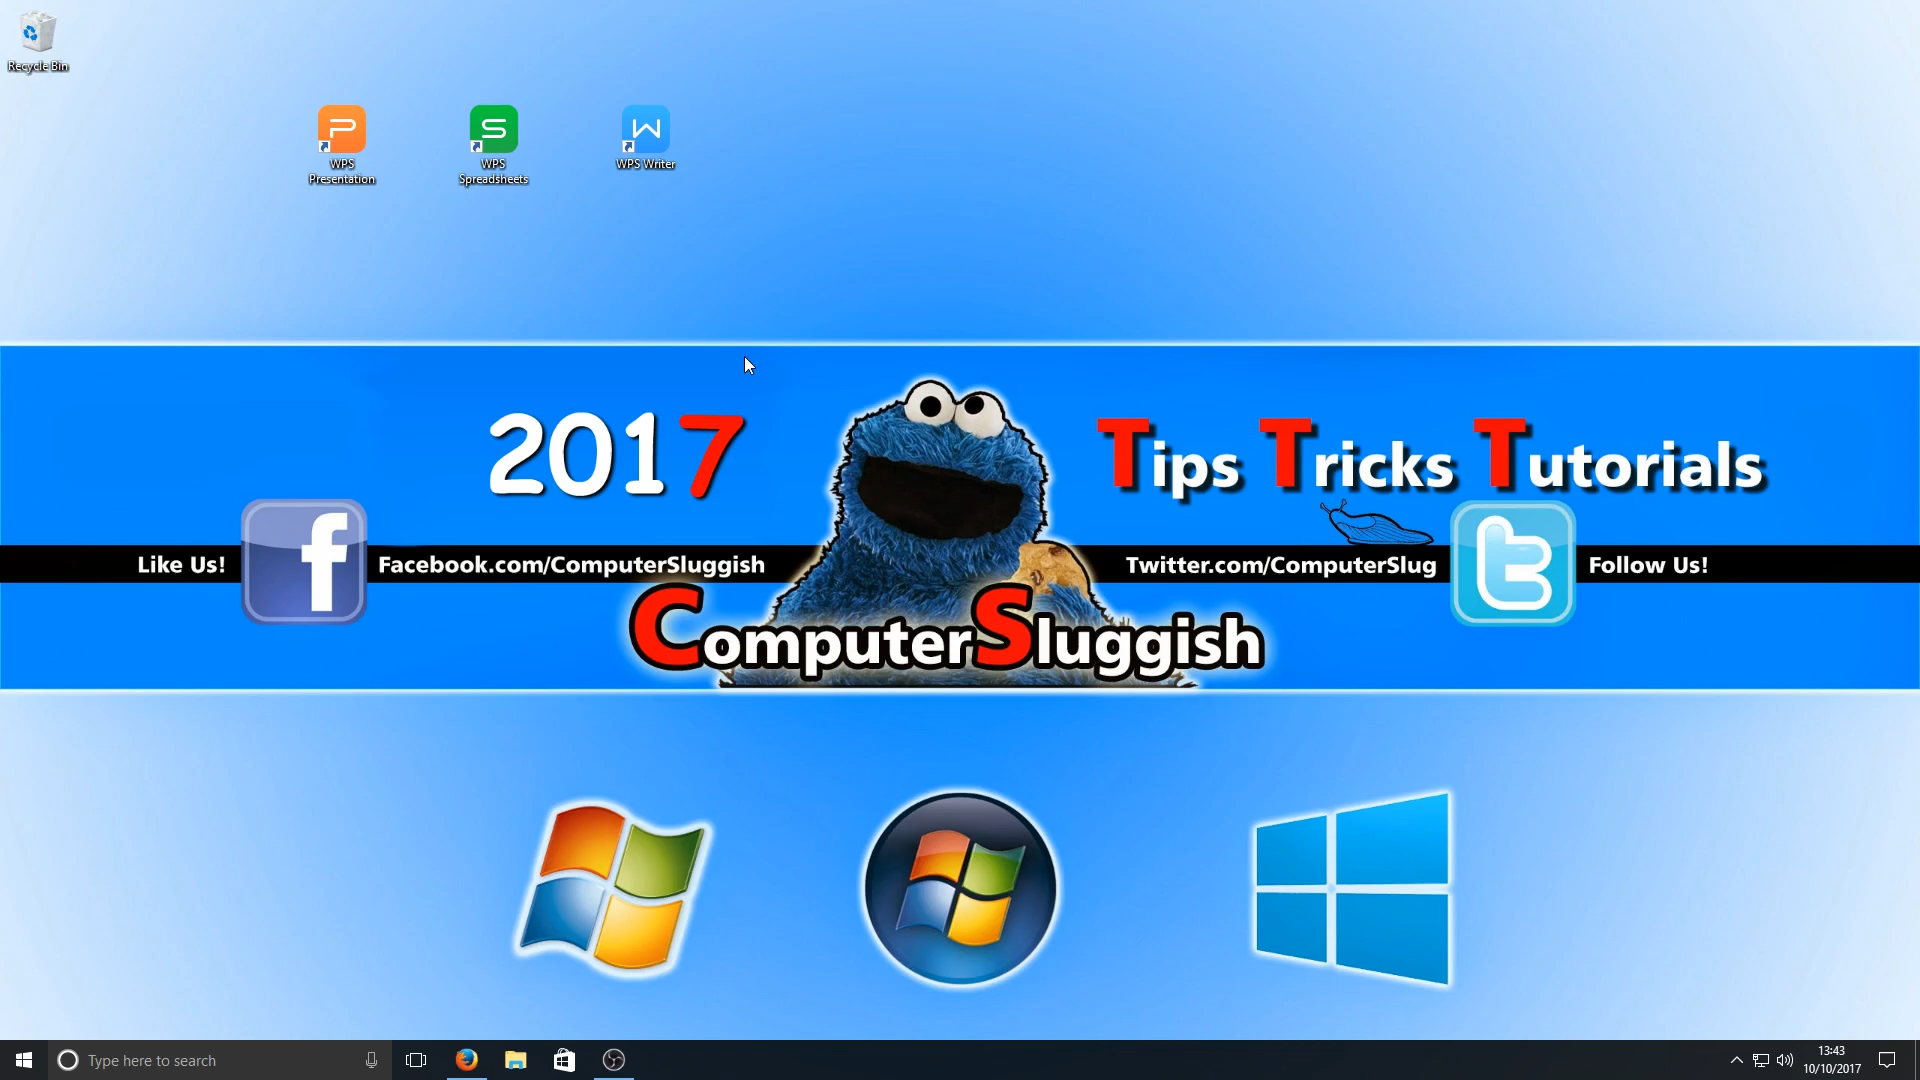 Recycle Bin
WPS
Presentation
WPS
Spreadsheets
WPS Writer
2017
Tips Tricks Tutorials
Like Us!
Facebook.com/ComputerSluggish
Twitter.com/ComputerSlug
Follow Us!
ComputerSluggish
Type here to search
13:43
10/10/2017